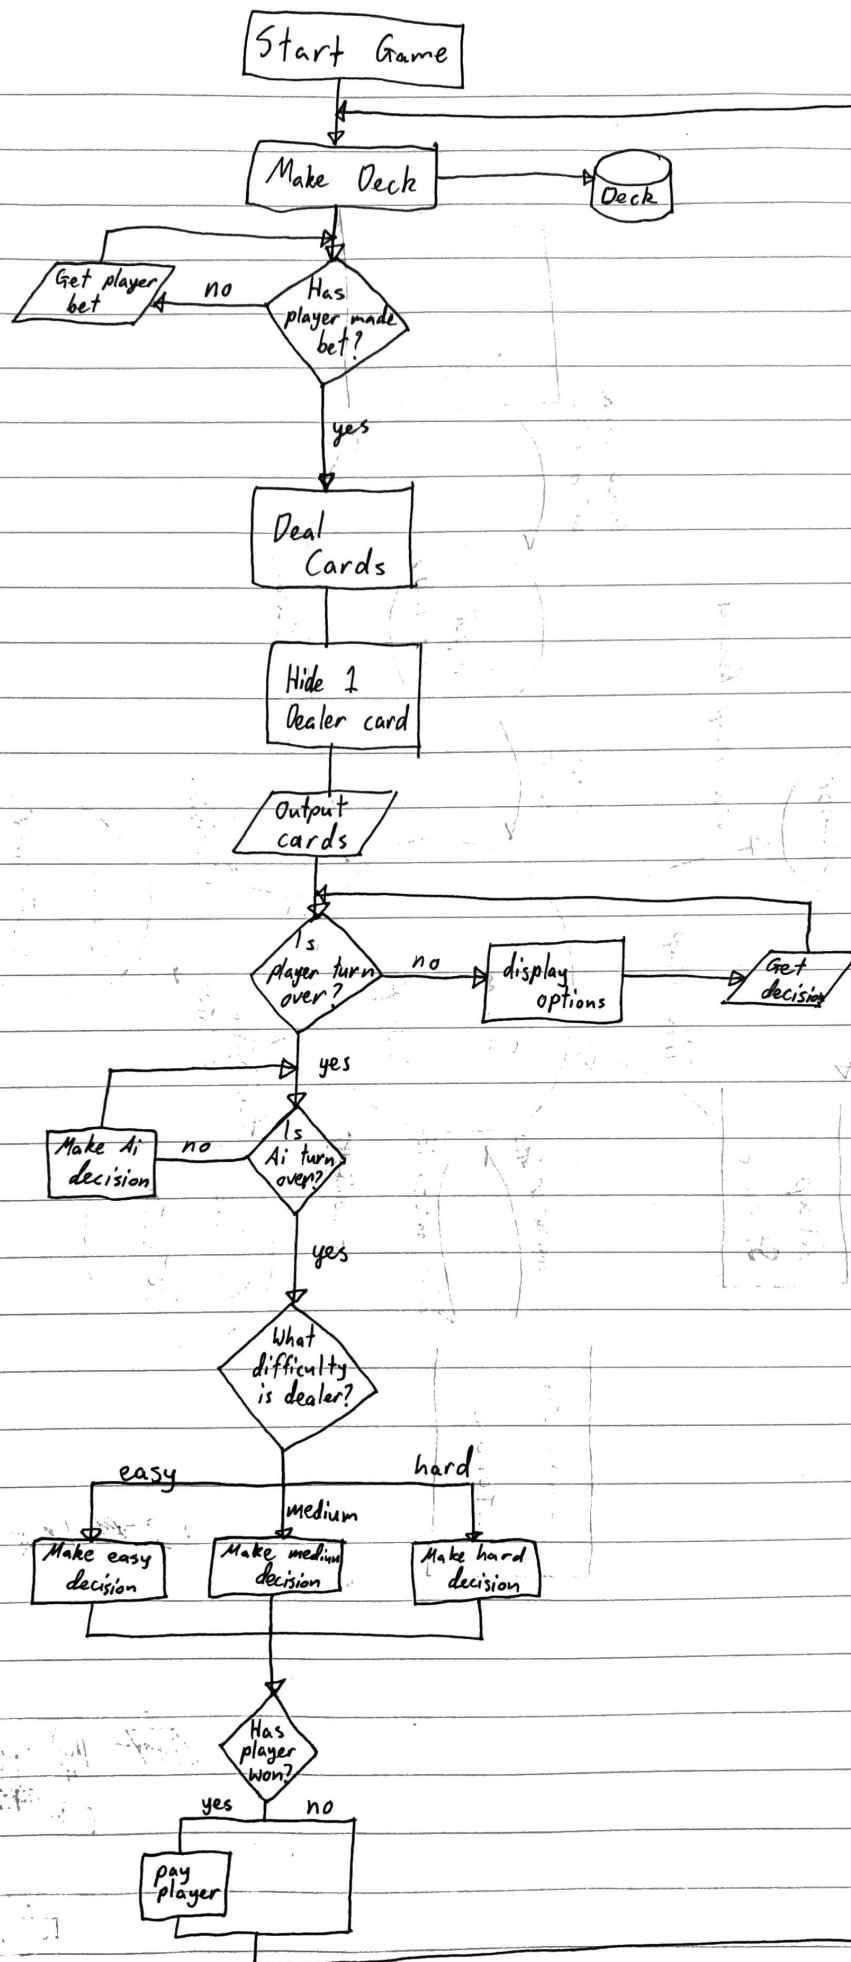 Start Game
Make Deck
Deck
Get player
bet
no
Has
player made
bet?
yes
Deal
Cards
Hide 1
Dealer card
Output
cards
Is
player turn
over?
no
display
options
Get
decision
yes
Make Ai
decision
no
Is
Ai turn
over?
yes
What
difficulty
is dealer?
easy
hard
medium
Make easy
decision
Make medium
decision
Make hard
decision
Has
player
won?
yes
no
pay
player